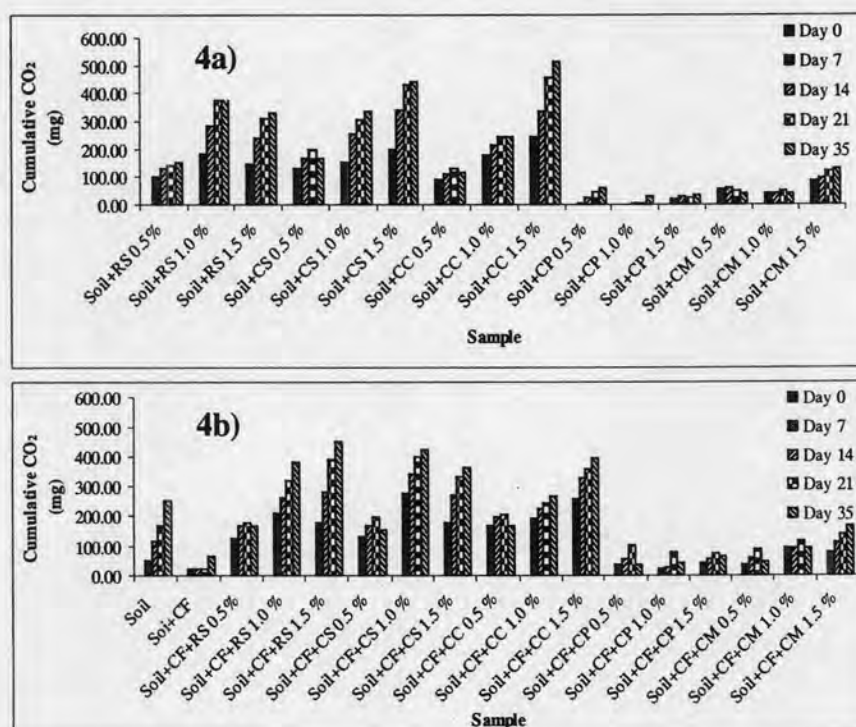 4a)
Cumulative CO₂
(mg)
600.00
500.00
400.00
300.00
200.00
100.00
0.00
Day 0
Day 7
Day 14
Day 21
Day 35
Soil+RS 0.5%
Soil+RS 1.0 %
Soil+RS 1.5%
Soil+CS 0.5 %
Soil+CS 1.0 %
Soil+CS 1.5%
Soil+CC 0.5 %
Soil+CC 1.0 %
Soil+CC 1.5%
Soil+CP 0.5 %
Soil+CP 1.0%
Soil+CP 1.5%
Soil+CM 0.5 %
Soil+CM 1.0%
Soil+CM 1.5 %
Sample
4b)
Cumulative CO₂
(mg)
600.00
500.00
400.00
300.00
200.00
100.00
0.00
Day 0
Day 7
Day 14
Day 21
Day 35
Soil
Soi+CF
Soil+CF+RS 0.5%
Soil+CF+RS 1.0 %
Soil+CF+RS 1.5%
Soil+CF+CS 0.5 %
Soil+CF+CS 1.0%
Soil+CF+CS 1.5%
Soil+CF+CC 0.5 %
Soil+CF+CC 1.0 %
Soil+CF+CC 1.5%
Soil+CF+CP 0.5 %
Soil+CF+CP 1.0 %
Soil+CF+CP 1.5%
Soil+CF+CM 0.5 %
Soil+CF+CM 1.0 %
Soil+CF+CM 1.5 %
Sample